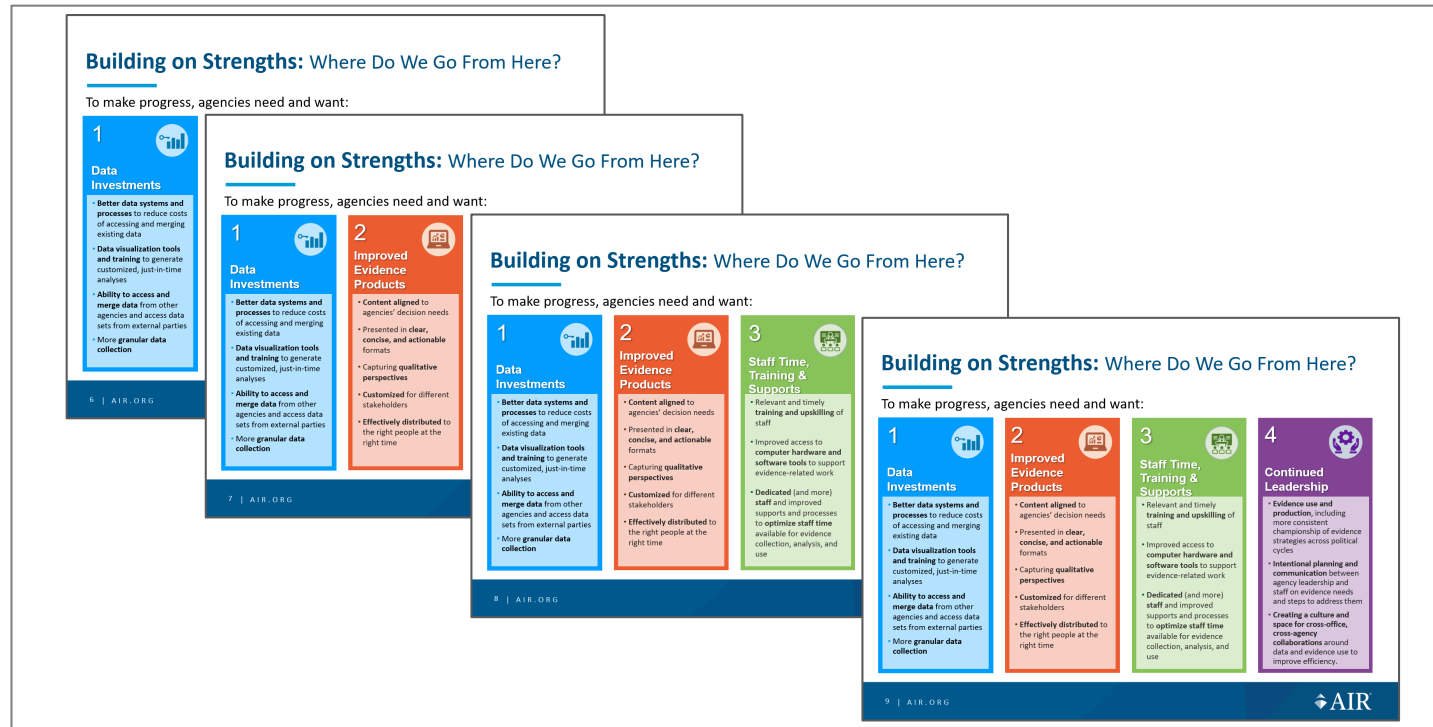 Building on Strengths: Where Do We Go From Here?
To make progress, agencies need and want:
1
Data
Investments
• Better data systems and
processes to reduce costs
of accessing and merging
existing data
• Data visualization tools
and training to generate
customized, just-in-time
analyses
• Ability to access and
merge data from other
agencies and access data
sets from external parties
• More granular data
collection
6 | AIR.ORG
Building on Strengths: Where Do We Go From Here?
To make progress, agencies need and want:
1
Data
Investments
• Better data systems and
processes to reduce costs
of accessing and merging
existing data
• Data visualization tools
and training to generate
customized, just-in-time
analyses
• Ability to access and
merge data from other
agencies and access data
sets from external parties
• More granular data
collection
2
Improved
Evidence
Products
• Content aligned to
agencies' decision needs
• Presented in clear,
concise, and actionable
formats
• Capturing qualitative
perspectives
• Customized for different
stakeholders
• Effectively distributed to
the right people at the
right time
7 | AIR.ORG
Building on Strengths: Where Do We Go From Here?
To make progress, agencies need and want:
1
Data
Investments
• Better data systems and
processes to reduce costs
of accessing and merging
existing data
• Data visualization tools
and training to generate
customized, just-in-time
analyses
• Ability to access and
merge data from other
agencies and access data
sets from external parties
• More granular data
collection
2
Improved
Evidence
Products
• Content aligned to
agencies' decision needs
• Presented in clear,
concise, and actionable
formats
• Capturing qualitative
perspectives
• Customized for different
stakeholders
• Effectively distributed to
the right people at the
right time
3
Staff Time,
Training &
Supports
• Relevant and timely
training and upskilling of
staff
• Improved access to
computer hardware and
software tools to support
evidence-related work
• Dedicated (and more)
staff and improved
supports and processes
to optimize staff time
available for evidence
collection, analysis, and
use
8 | AIR.ORG
Building on Strengths: Where Do We Go From Here?
To make progress, agencies need and want:
1
Data
Investments
• Better data systems and
processes to reduce costs
of accessing and merging
existing data
• Data visualization tools
and training to generate
customized, just-in-time
analyses
• Ability to access and
merge data from other
agencies and access data
sets from external parties
• More granular data
collection
2
Improved
Evidence
Products
• Content aligned to
agencies' decision needs
• Presented in clear,
concise, and actionable
formats
• Capturing qualitative
perspectives
• Customized for different
stakeholders
• Effectively distributed to
the right people at the
right time
3
Staff Time,
Training &
Supports
• Relevant and timely
training and upskilling of
staff
• Improved access to
computer hardware and
software tools to support
evidence-related work
• Dedicated (and more)
staff and improved
supports and processes
to optimize staff time
available for evidence
collection, analysis, and
use
4
Continued
Leadership
• Evidence use and
production, including
more consistent
championship of evidence
strategies across political
cycles
• Intentional planning and
communication between
agency leadership and
staff on evidence needs
and steps to address them
• Creating a culture and
space for cross-office,
cross-agency
collaborations around
data and evidence use to
improve efficiency.
9 | AIR.ORG
AIR